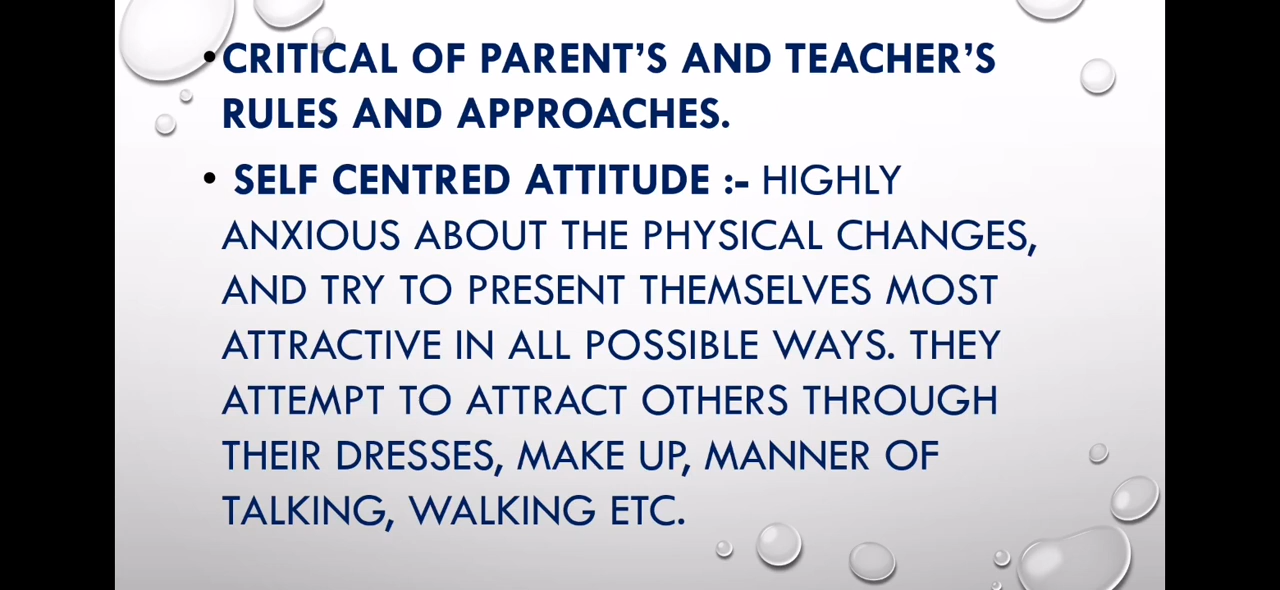 • CRITICAL OF PARENT'S AND TEACHER'S
RULES AND APPROACHES.
• SELF CENTRED ATTITUDE :- HIGHLY
ANXIOUS ABOUT THE PHYSICAL CHANGES,
AND TRY TO PRESENT THEMSELVES MOST
ATTRACTIVE IN ALL POSSIBLE WAYS. THEY
ATTEMPT TO ATTRACT OTHERS THROUGH
THEIR DRESSES, MAKE UP, MANNER OF
TALKING, WALKING ETC.